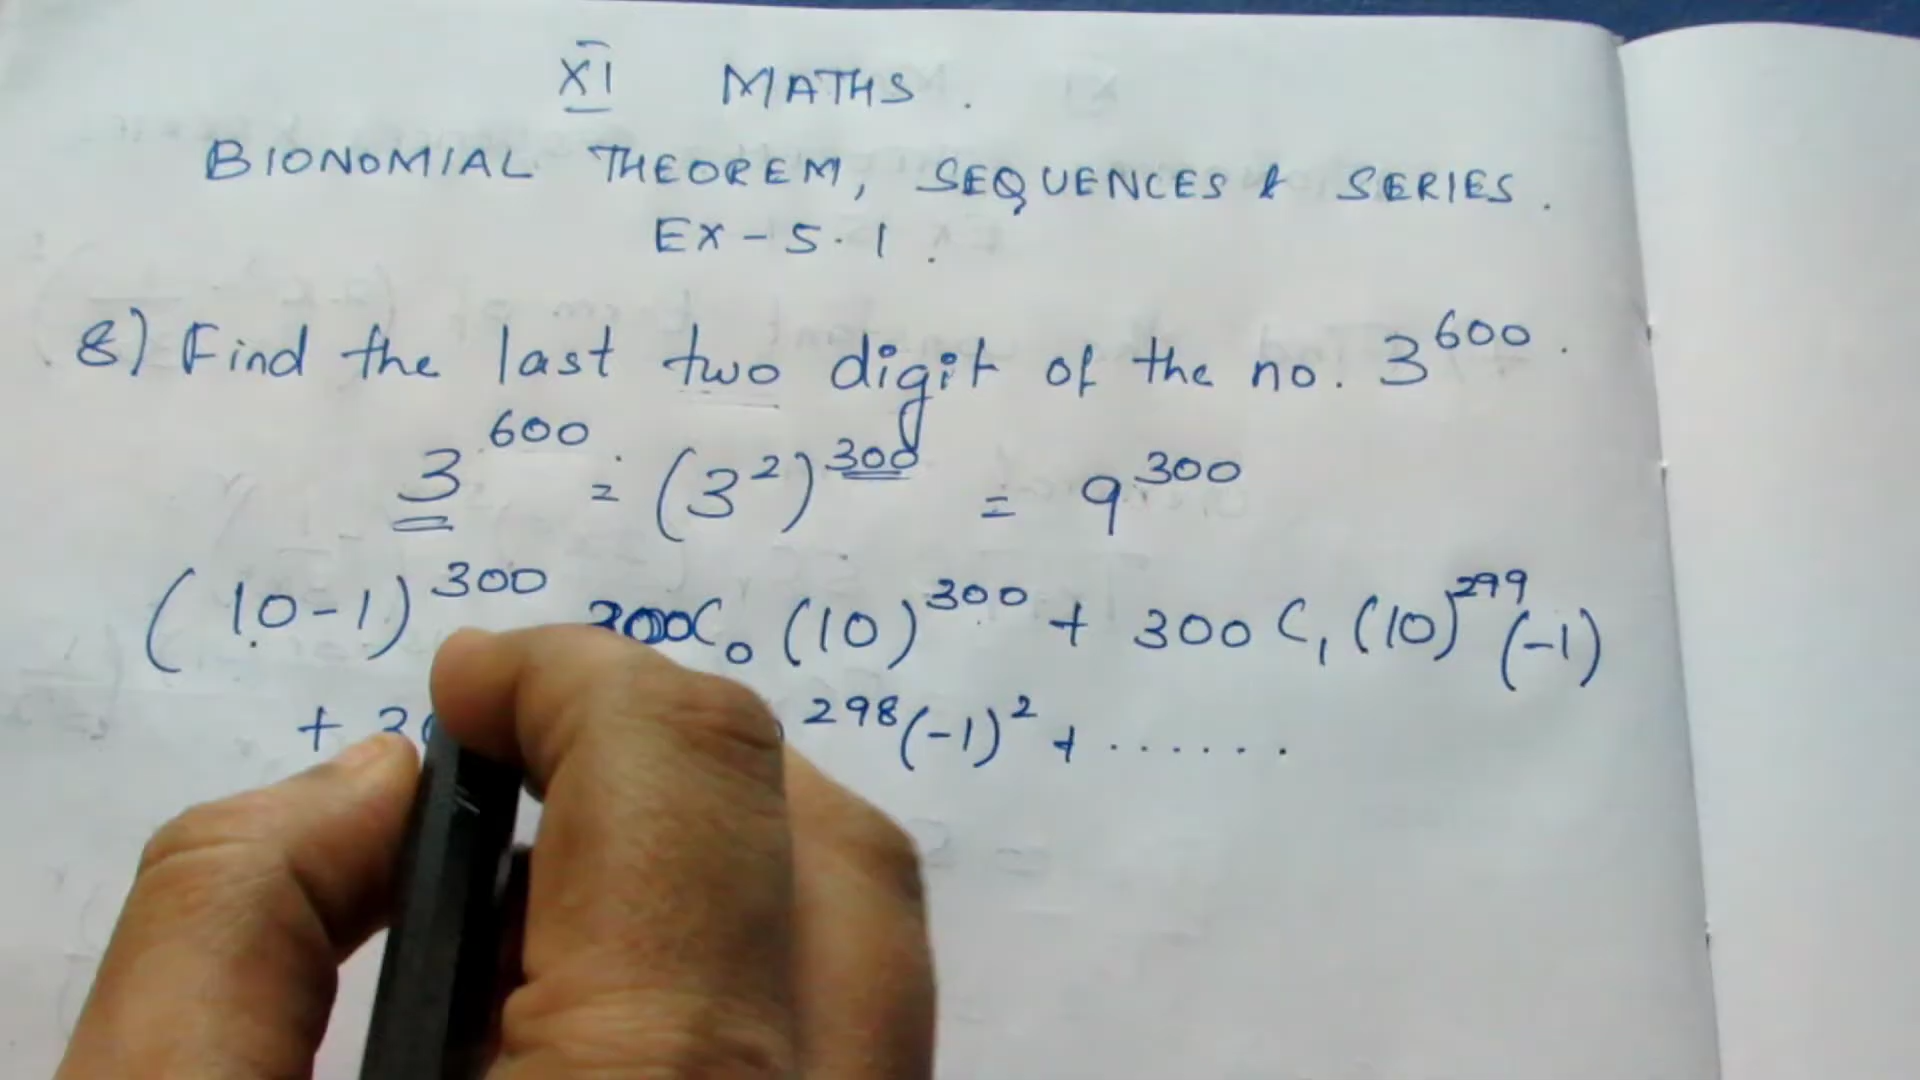 XI MATHS.
BIONOMIAL THEOREM, SEQUENCES & SERIES.
EX-5.1.
8) Find the last two digit of the no. 3^600.
3^600 = (3^2)^300 = 9^300
(10-1)^300 300C₀ (10)^300 + 300C₁ (10)^299 (-1)
+ 298 (-1)^2 + ......